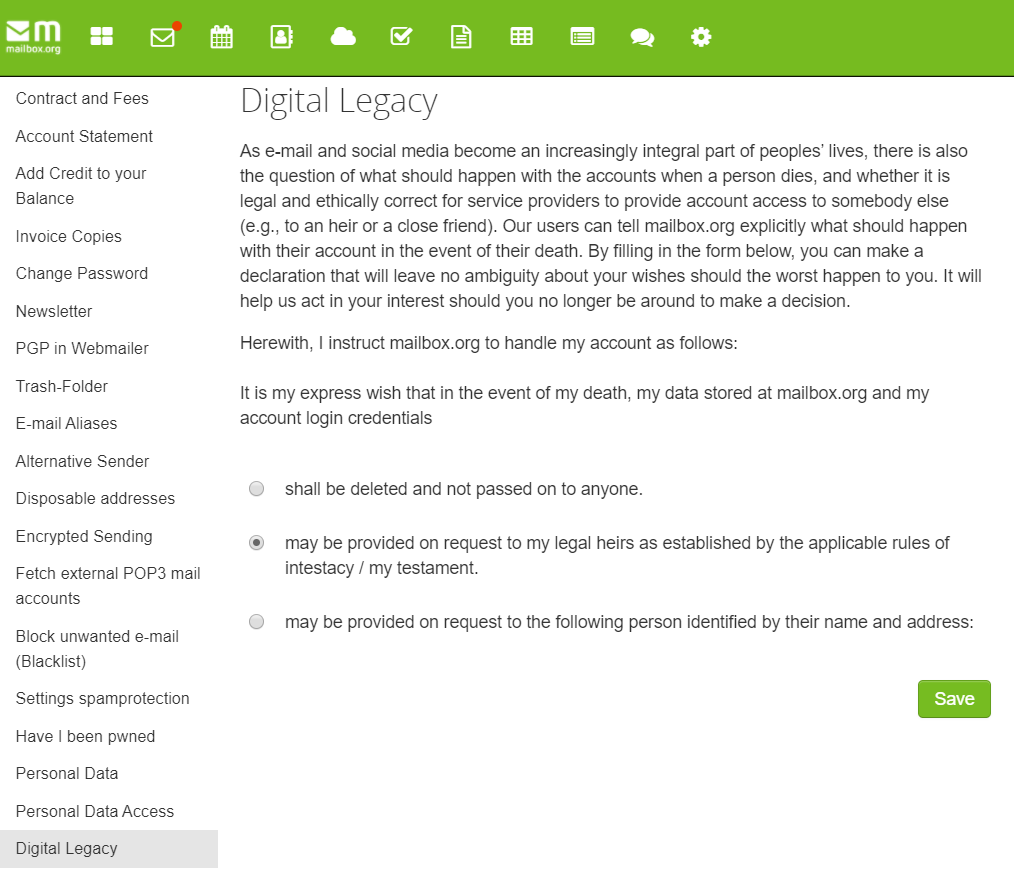 mailbox.org
Contract and Fees
Account Statement
Add Credit to your
Balance
Invoice Copies
Change Password
Newsletter
PGP in Webmailer
Trash-Folder
E-mail Aliases
Alternative Sender
Disposable addresses
Encrypted Sending
Fetch external POP3 mail
accounts
Block unwanted e-mail
(Blacklist)
Settings spamprotection
Have I been pwned
Personal Data
Personal Data Access
Digital Legacy
Digital Legacy
As e-mail and social media become an increasingly integral part of peoples’ lives, there is also
the question of what should happen with the accounts when a person dies, and whether it is
legal and ethically correct for service providers to provide account access to somebody else
(e.g., to an heir or a close friend). Our users can tell mailbox.org explicitly what should happen
with their account in the event of their death. By filling in the form below, you can make a
declaration that will leave no ambiguity about your wishes should the worst happen to you. It will
help us act in your interest should you no longer be around to make a decision.
Herewith, I instruct mailbox.org to handle my account as follows:
It is my express wish that in the event of my death, my data stored at mailbox.org and my
account login credentials
shall be deleted and not passed on to anyone.
may be provided on request to my legal heirs as established by the applicable rules of
intestacy / my testament.
may be provided on request to the following person identified by their name and address:
Save